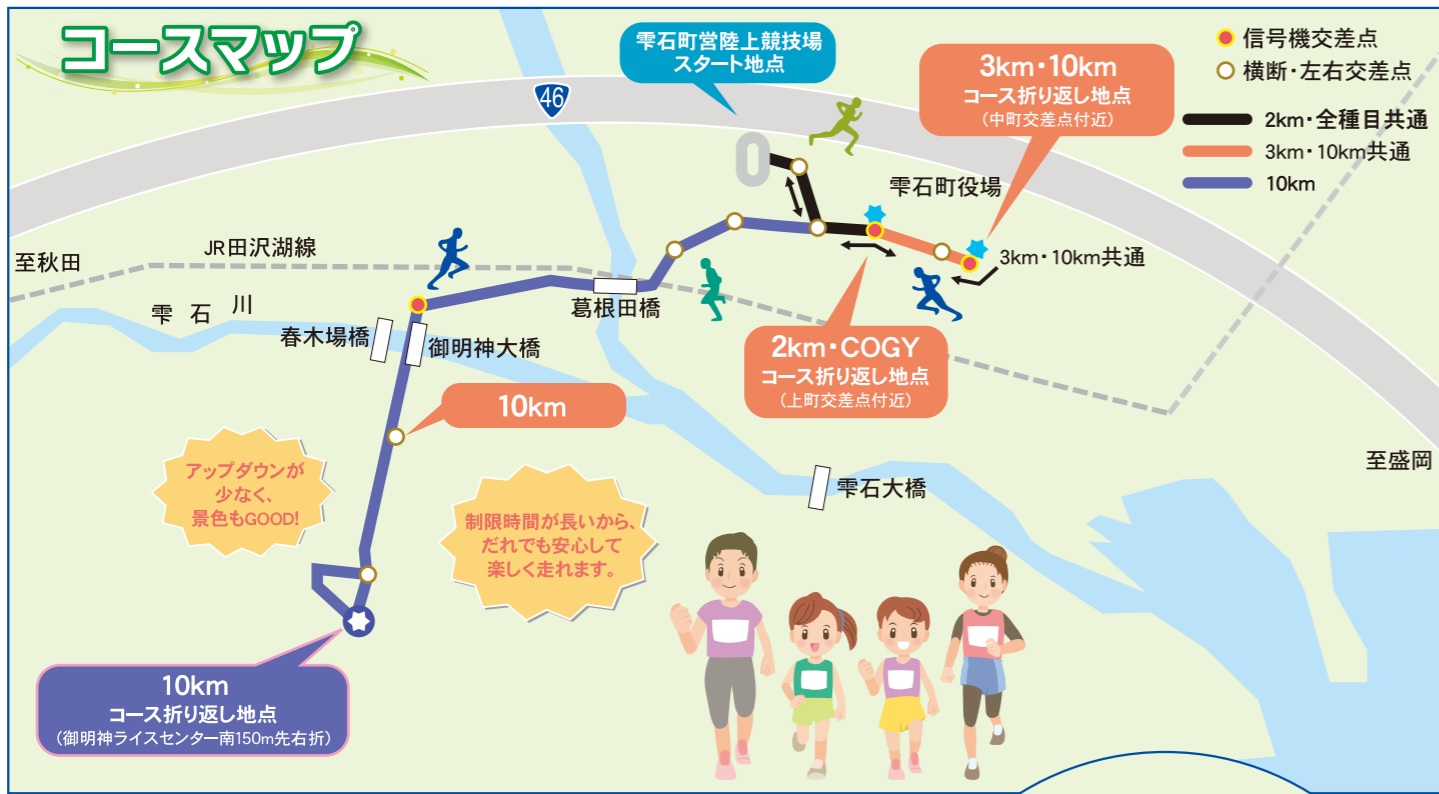 コースマップ
46
雫石町営陸上競技場
スタート地点
3km・10km
コース折り返し地点
(中町交差点付近)
信号機交差点
横断・左右交差点
2km・全種目共通
3km・10km共通
10km
雫石町役場
3km・10km共通
至秋田
JR田沢湖線
雫石川
春木場橋
御明神大橋
葛根田橋
2km・COGY
コース折り返し地点
(上町交差点付近)
10km
至盛岡
雫石大橋
アップダウンが
少なく、
景色もGOOD!
制限時間が長いから、
だれでも安心して
楽しく走れます。
10km
コース折り返し地点
(御明神ライスセンター南150m先右折)